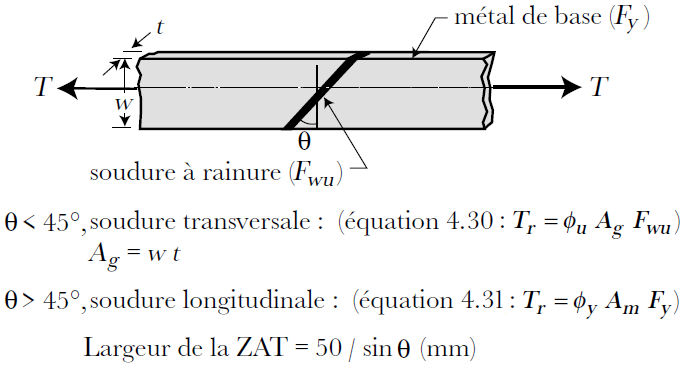 t
métal de base (Fy)
T
w
T
θ
soudure à rainure (Fwu)
θ < 45°, soudure transversale : (équation 4.30 : Tr = ϕu Ag Fwu)
Ag = w t
θ > 45°, soudure longitudinale : (équation 4.31 : Tr = ϕy Am Fy)
Largeur de la ZAT = 50 / sin θ (mm)